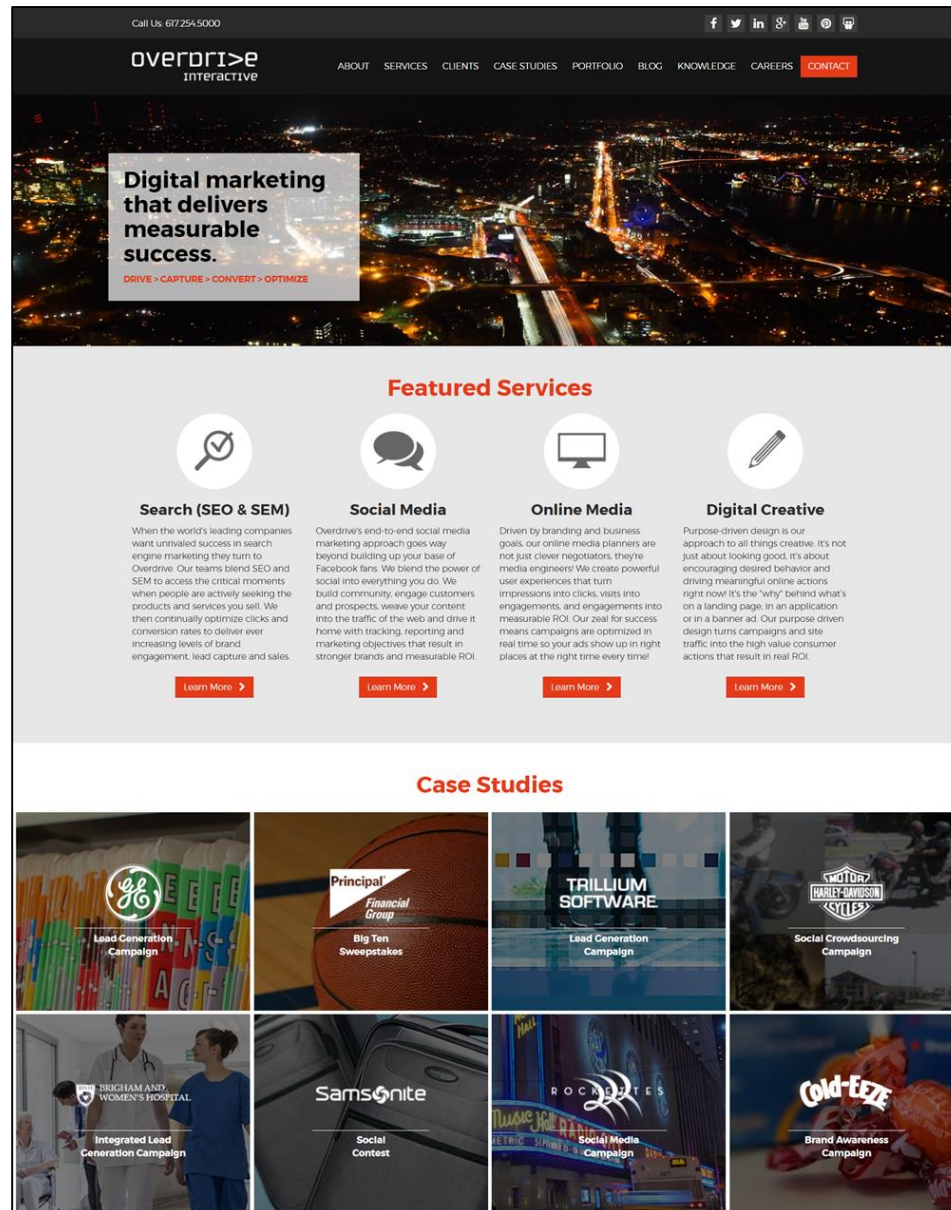 Call Us: 617.254.5000
OVERDRI>E
INTERACTIVE
ABOUT SERVICES CLIENTS CASE STUDIES PORTFOLIO BLOG KNOWLEDGE CAREERS CONTACT
Digital marketing
that delivers
measurable
success.
DRIVE > CAPTURE > CONVERT > OPTIMIZE
Featured Services
Search (SEO & SEM)
When the world's leading companies
want unrivaled success in search
engine marketing they turn to
Overdrive. Our teams blend SEO and
SEM to access the critical moments
when people are actively seeking the
products and services you sell. We
then continually optimize clicks and
conversion rates to deliver ever
increasing levels of brand
engagement, lead capture and sales.
Learn More
Social Media
Overdrive's end-to-end social media
marketing approach goes way
beyond building up your base of
Facebook fans. We blend the power of
social into everything you do. We
build community, engage customers
and prospects, weave your content
into the traffic of the web and drive it
home with tracking, reporting and
marketing objectives that result in
stronger brands and measurable ROI.
Learn More
Online Media
Driven by branding and business
goals, our online media planners are
not just clever negotiators, they're
media engineers! We create powerful
user experiences that turn
impressions into clicks, visits into
engagements, and engagements into
measurable ROI. Our zeal for success
means campaigns are optimized in
real time so your ads show up in right
places at the right time every time!
Learn More
Digital Creative
Purpose-driven design is our
approach to all things creative. It's not
just about looking good, it's about
encouraging desired behavior and
driving meaningful online actions
right now! It's the "why" behind what's
on a landing page, in an application
or in a banner ad. Our purpose driven
design turns campaigns and site
traffic into the high value consumer
actions that result in real ROI.
Learn More
Case Studies
GE
Lead Generation
Campaign
Principal
Financial
Group
Big Ten
Sweepstakes
TRILLIUM
SOFTWARE
Lead Generation
Campaign
MOTOR
HARLEY-DAVIDSON
CYCLES
Social Crowdsourcing
Campaign
BRIGHAM AND
WOMEN'S HOSPITAL
Integrated Lead
Generation Campaign
Samsonite
Social
Contest
ROCKETTES
Music Hall
RADIO
Social Media
Campaign
COLD-EEZE
Brand Awareness
Campaign